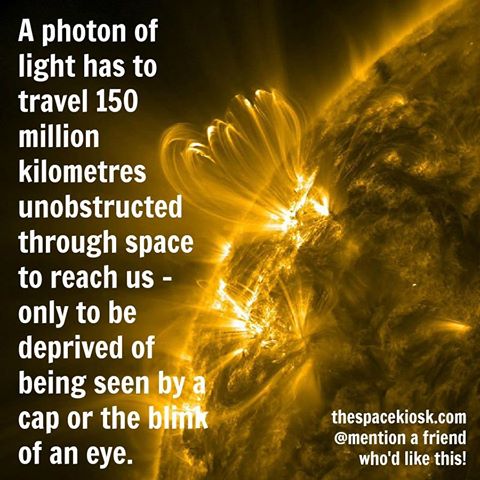 A photon of
light has to
travel 150
million
kilometres
unobstructed
through space
to reach us -
only to be
deprived of
being seen by a
cap or the blink
of an eye.
thespacekiosk.com
@mention a friend
who'd like this!